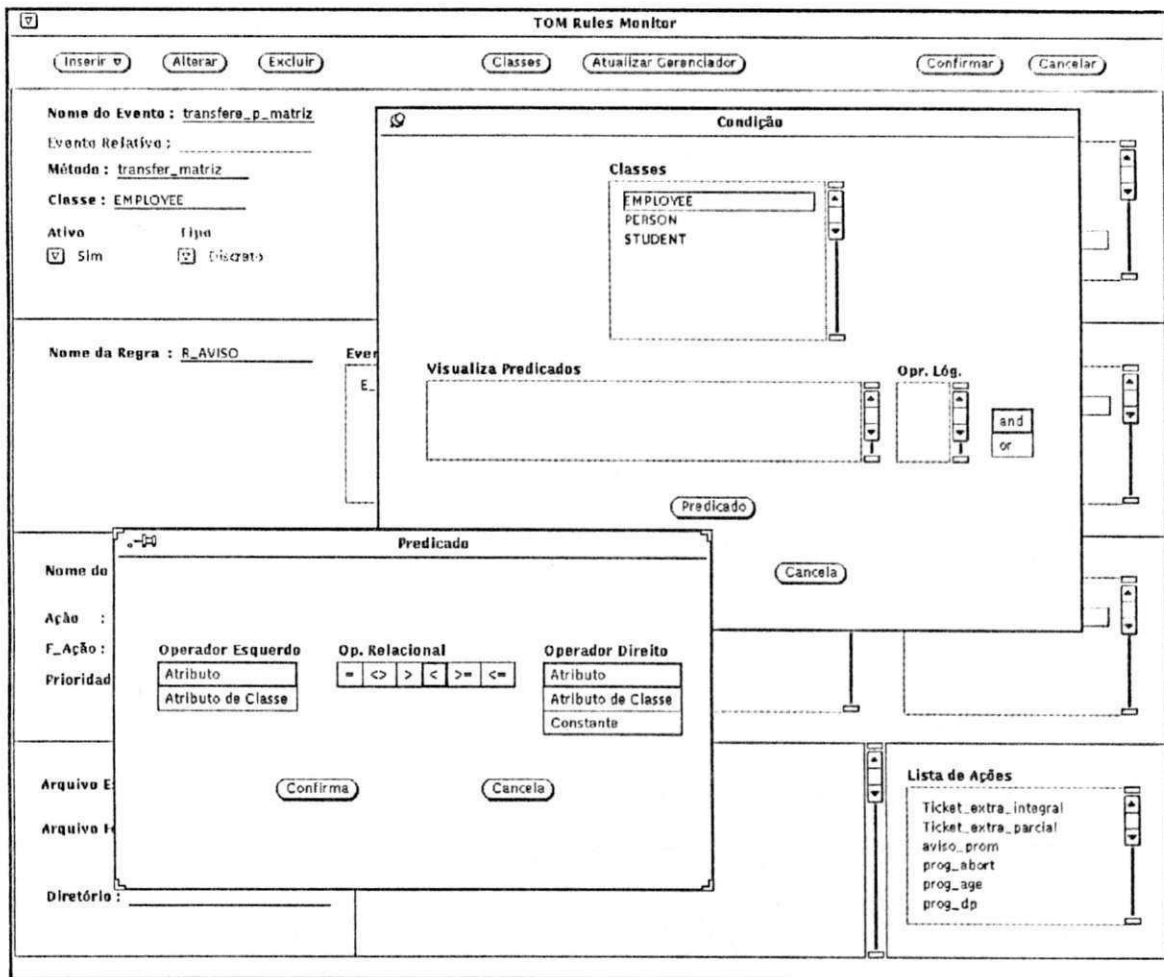 TOM Rules Monitor
Inserir Alterar Excluir Classes Atualizar Gerenciador Confirmar Cancelar
Nome do Evento : transfere_p_matriz
Evento Relativo :
Método : transfer_matriz
Classe : EMPLOYEE
Ativo Tipo
Sim Discreto
Condição
Classes
EMPLOYEE
PERSON
STUDENT
Nome da Regra : R_AVISO
Visualiza Predicados Opr. Lóg.
and
or
Predicado
Cancela
Nome do
Ação :
F_Ação :
Predicado
Operador Esquerdo Op. Relacional Operador Direito
Atributo = <> > < >= <= Atributo
Atributo de Classe Atributo de Classe
Constante
Confirma Cancela
Arquivo
Arquivo
Diretório :
Lista de Ações
Ticket_extra_integral
Ticket_extra_parcial
aviso_prom
prog_abort
prog_age
prog_dp